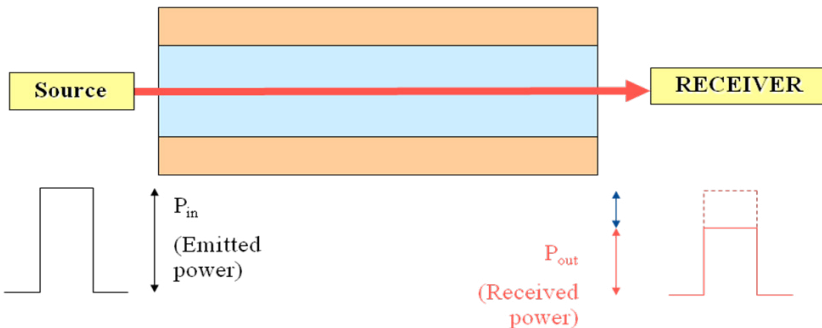 Source
RECEIVER
Pin
(Emitted
power)
Pout
(Received
power)